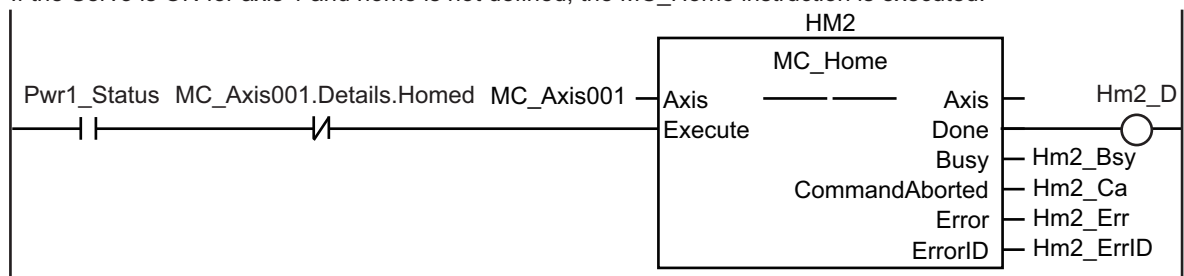 If the Servo is ON for axis 1 and home is not defined, the MC_Home instruction is executed.
HM2
MC_Home
Pwr1_Status MC_Axis001.Details.Homed MC_Axis001 Axis Axis Hm2_D
Execute Done
Busy Hm2_Bsy
CommandAborted Hm2_Ca
Error Hm2_Err
ErrorID Hm2_ErrID